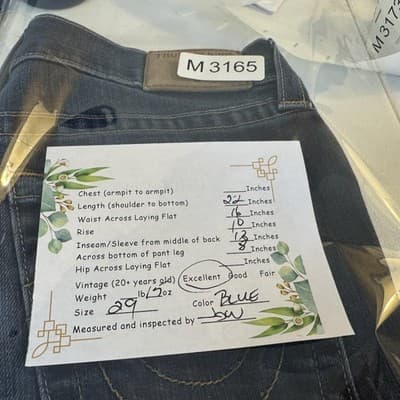 M 3165
Chest (armpit to armpit) Inches
Length (shoulder to bottom) 22 Inches
Waist Across Laying Flat 16 Inches
Rise 10 Inches
Inseam/Sleeve from middle of back 13 Inches
Across bottom of pant leg 8 Inches
Hip Across Laying Flat Inches
Vintage (20+ years old) Excellent Good Fair
Weight lb oz
Size 29 Color BLUE
Measured and inspected by